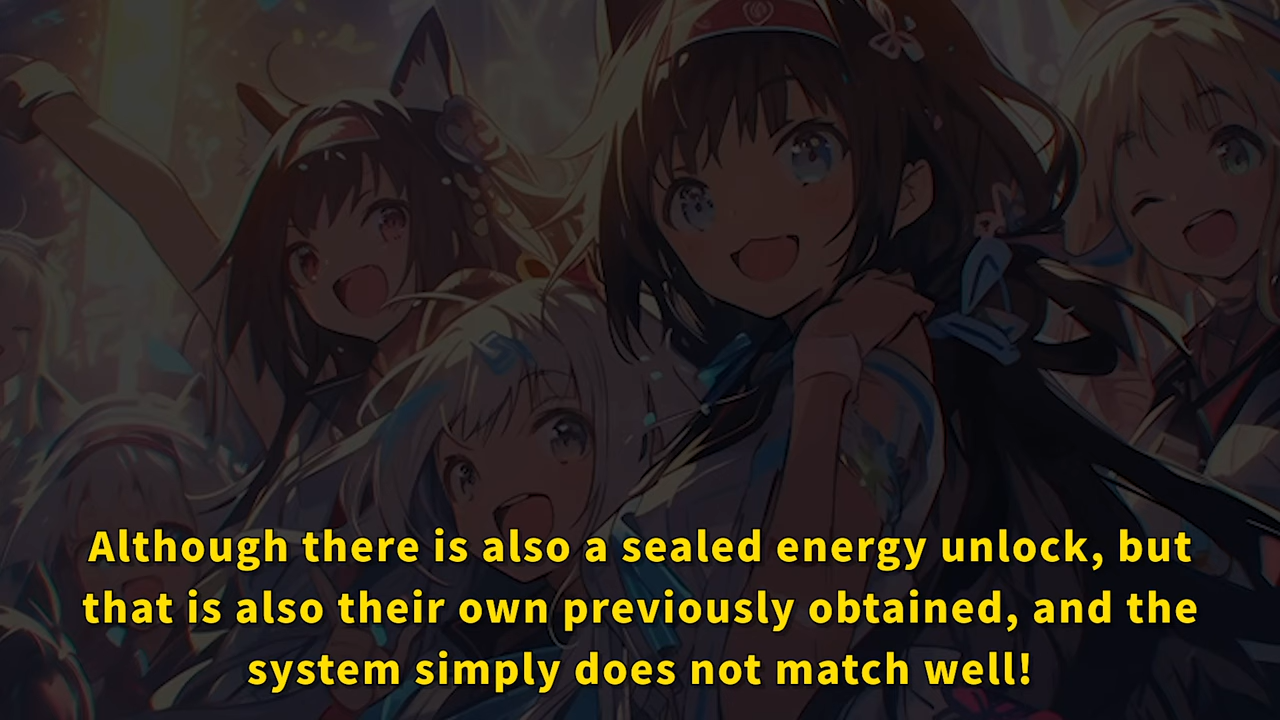 Although there is also a sealed energy unlock, but
that is also their own previously obtained, and the
system simply does not match well!